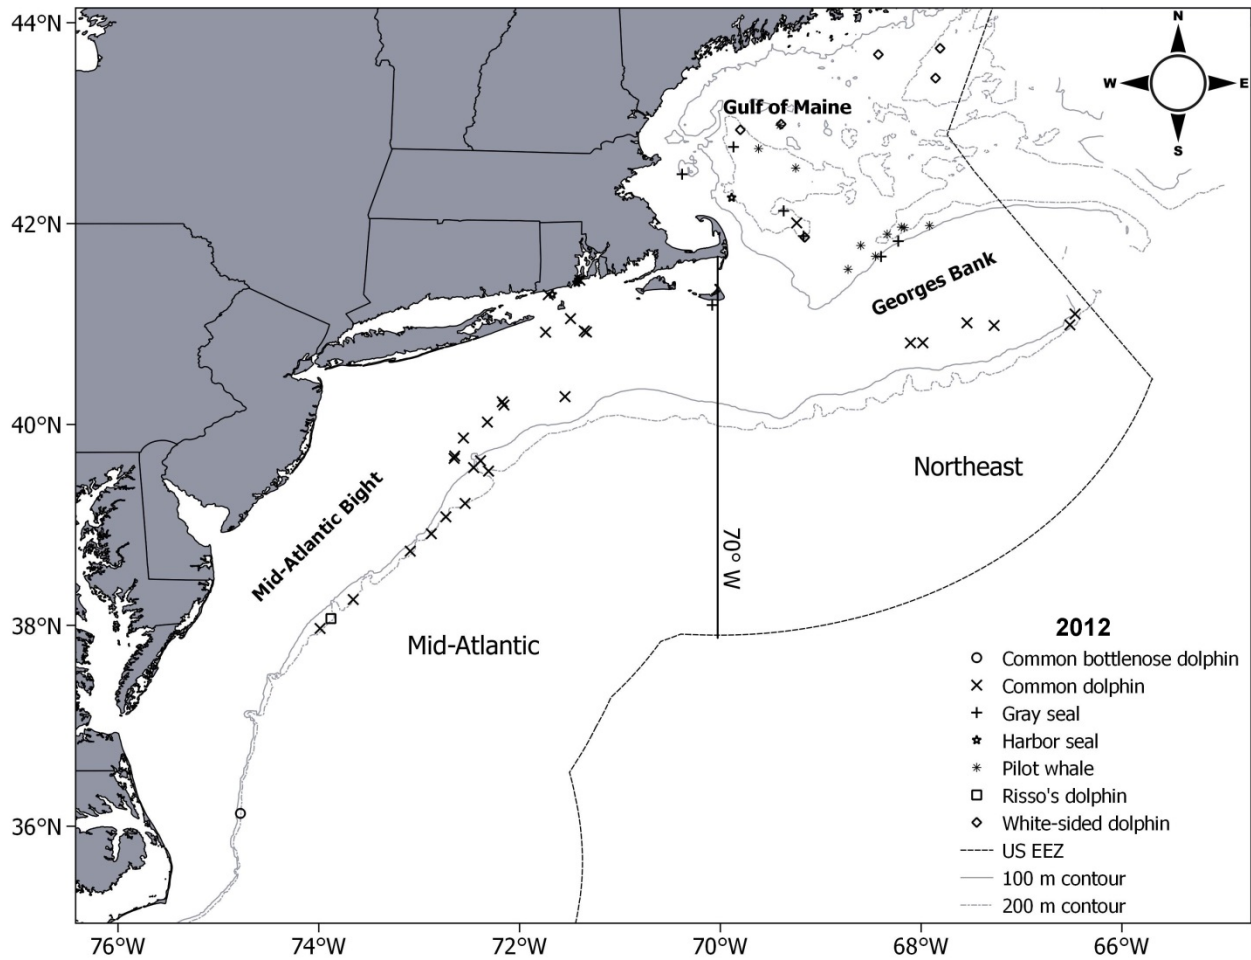 44°N
42°N
40°N
38°N
36°N
76°W
74°W
72°W
70°W
68°W
66°W
N
W
E
S
Gulf of Maine
Georges Bank
Mid-Atlantic Bight
Northeast
70° W
Mid-Atlantic
2012
Common bottlenose dolphin
Common dolphin
Gray seal
Harbor seal
Pilot whale
Risso's dolphin
White-sided dolphin
US EEZ
100 m contour
200 m contour